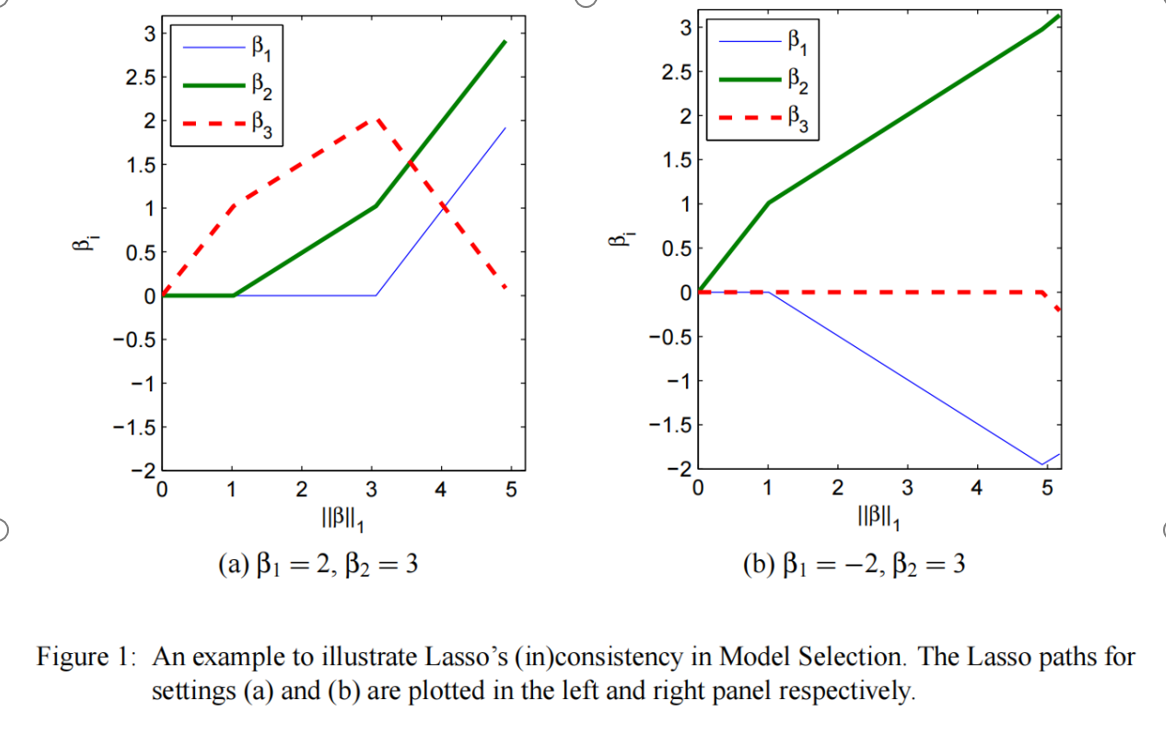 3
2.5
2
1.5
1
0.5
0
−0.5
−1
−1.5
−2
βi
β1
β2
β3
0 1 2 3 4 5
||β||1
(a) β1 = 2, β2 = 3
3
2.5
2
1.5
1
0.5
0
−0.5
−1
−1.5
−2
βi
β1
β2
β3
0 1 2 3 4 5
||β||1
(b) β1 = −2, β2 = 3
Figure 1: An example to illustrate Lasso’s (in)consistency in Model Selection. The Lasso paths for
settings (a) and (b) are plotted in the left and right panel respectively.